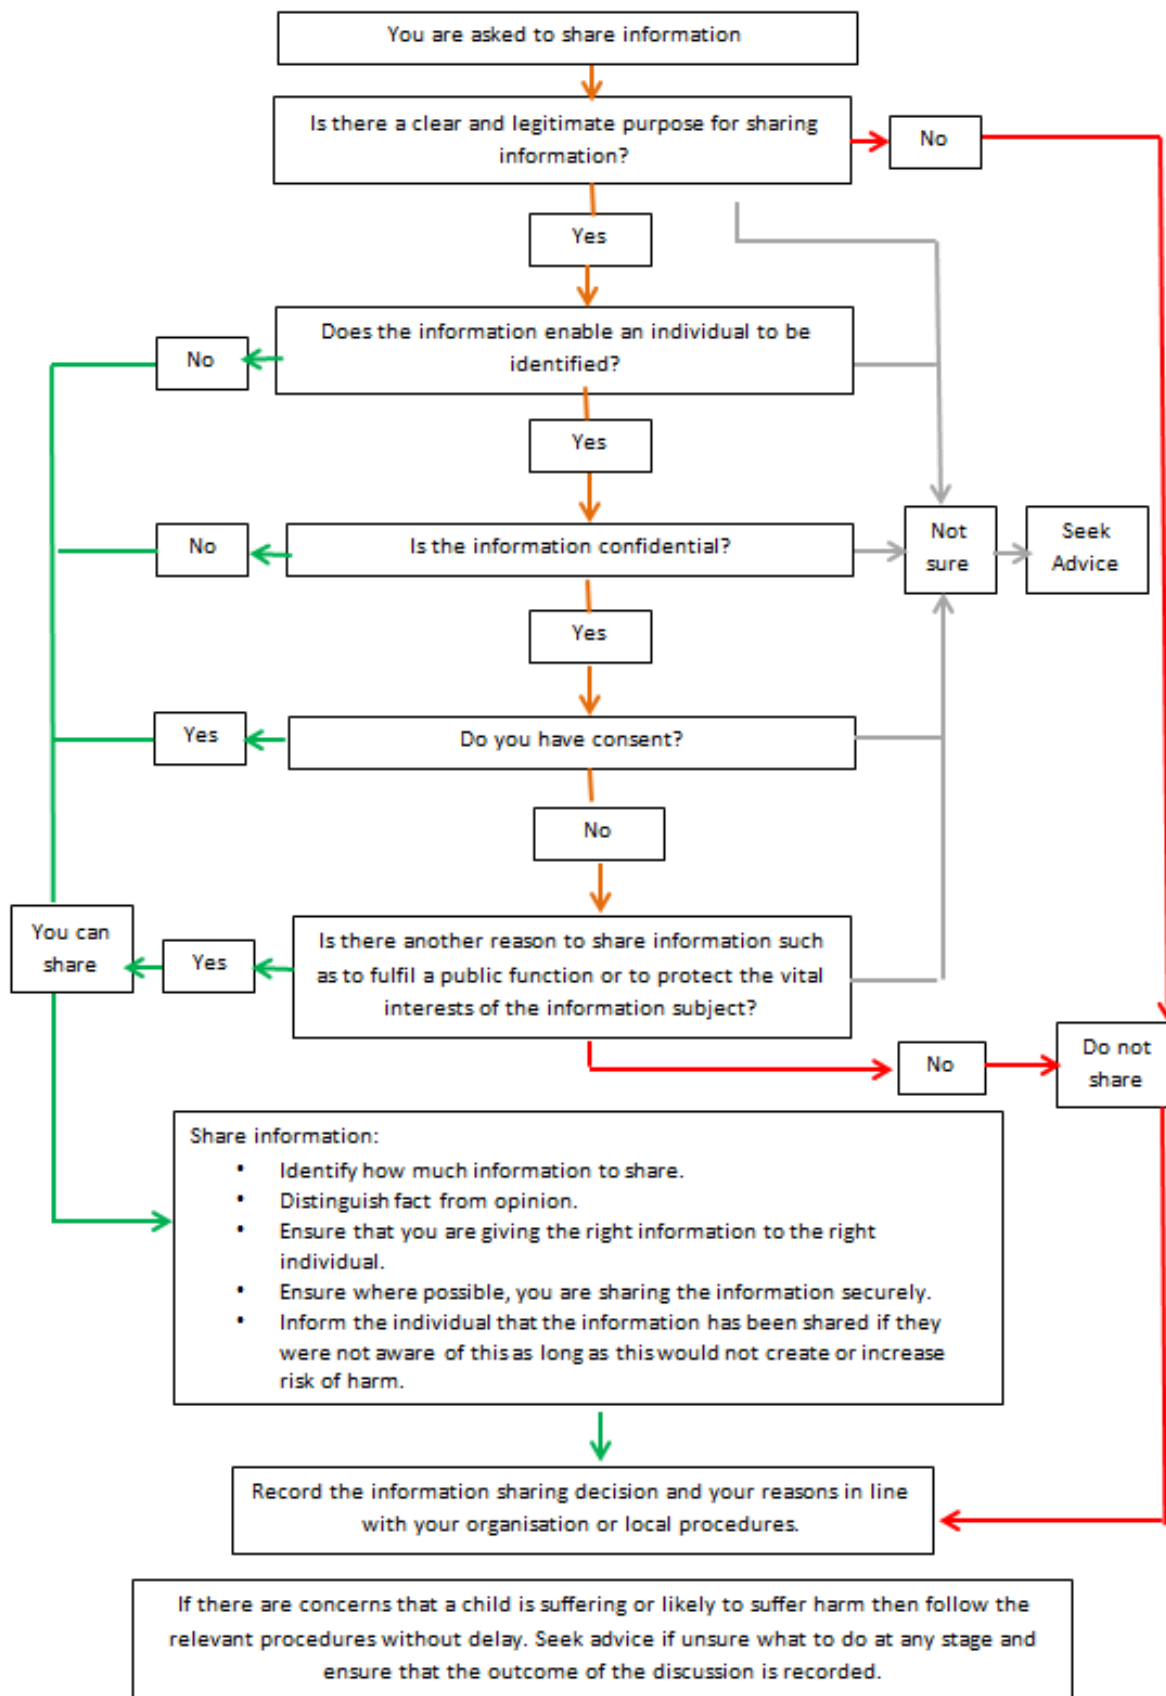 You are asked to share information
Is there a clear and legitimate purpose for sharing
information?
No
Yes
Does the information enable an individual to be
identified?
No
Yes
Is the information confidential?
No
Not
sure
Seek
Advice
Yes
Do you have consent?
Yes
No
Is there another reason to share information such
as to fulfil a public function or to protect the vital
interests of the information subject?
Yes
You can
share
No
Do not
share
Share information:
• Identify how much information to share.
• Distinguish fact from opinion.
• Ensure that you are giving the right information to the right
individual.
• Ensure where possible, you are sharing the information securely.
• Inform the individual that the information has been shared if they
were not aware of this as long as this would not create or increase
risk of harm.
Record the information sharing decision and your reasons in line
with your organisation or local procedures.
If there are concerns that a child is suffering or likely to suffer harm then follow the
relevant procedures without delay. Seek advice if unsure what to do at any stage and
ensure that the outcome of the discussion is recorded.